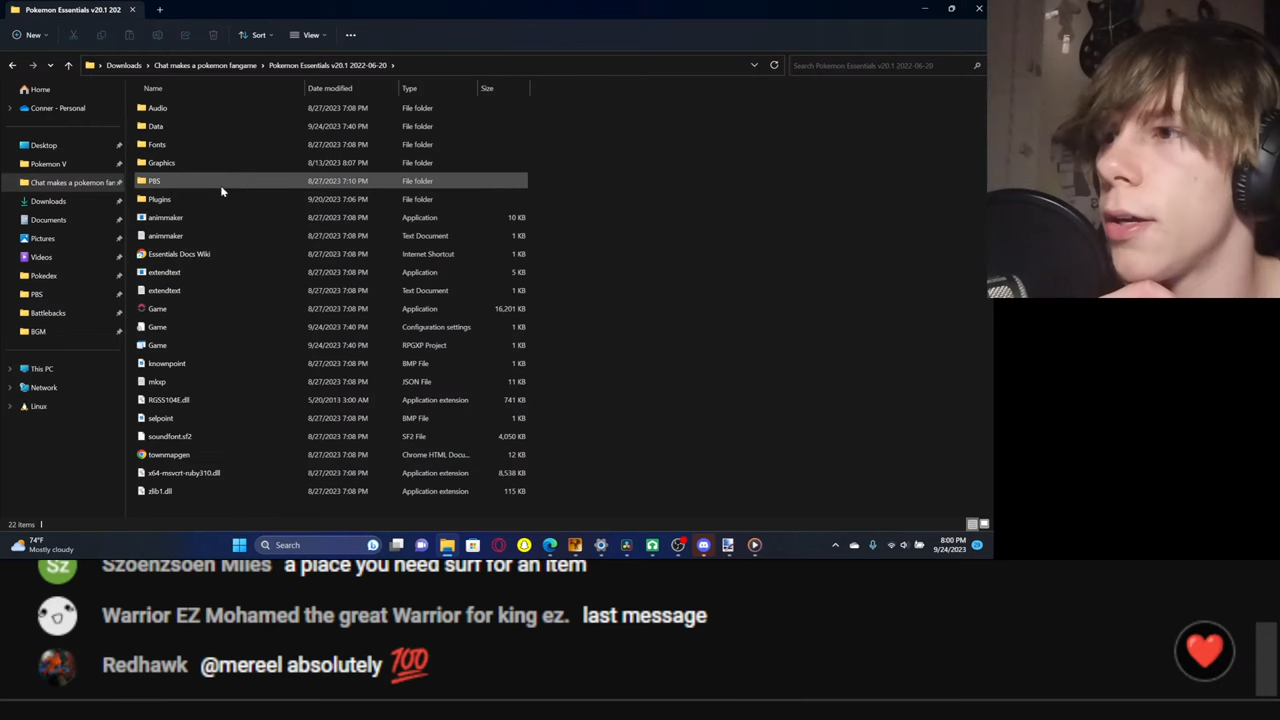 Pokemon Essentials v20.1 202
New
Sort
View
Downloads
Chat makes a pokemon fangame
Pokemon Essentials v20.1 2022-06-20
Search Pokemon Essentials v20.1 2022-06-20
Name Date modified Type Size
Home
Conner - Personal
Desktop
Pokemon V
Chat makes a pokemon fan
Downloads
Documents
Pictures
Videos
Pokedex
PBS
Battlebacks
BGM
This PC
Network
Linux
Audio 8/27/2023 7:08 PM File folder
Data 9/24/2023 7:40 PM File folder
Fonts 8/27/2023 7:08 PM File folder
Graphics 8/13/2023 8:07 PM File folder
PBS 8/27/2023 7:10 PM File folder
Plugins 9/20/2023 7:06 PM File folder
animmaker 8/27/2023 7:08 PM Application 10 KB
animmaker 8/27/2023 7:08 PM Text Document 1 KB
Essentials Docs Wiki 8/27/2023 7:08 PM Internet Shortcut 1 KB
extendtext 8/27/2023 7:08 PM Application 5 KB
extendtext 8/27/2023 7:08 PM Text Document 1 KB
Game 8/27/2023 7:08 PM Application 16,201 KB
Game 9/24/2023 7:40 PM Configuration settings 1 KB
Game 9/24/2023 7:40 PM RPGXP Project 1 KB
knownpoint 8/27/2023 7:08 PM BMP File 1 KB
mkxp 8/27/2023 7:08 PM JSON File 11 KB
RGSS104E.dll 5/20/2013 3:00 AM Application extension 741 KB
selpoint 8/27/2023 7:08 PM BMP File 1 KB
soundfont.sf2 8/27/2023 7:08 PM SF2 File 4,050 KB
townmapgen 8/27/2023 7:08 PM Chrome HTML Docu... 12 KB
x64-msvcrt-ruby310.dll 8/27/2023 7:08 PM Application extension 8,538 KB
zlib1.dll 8/27/2023 7:08 PM Application extension 115 KB
22 items
74°F
Mostly cloudy
Search
8:00 PM
9/24/2023
Sz
Szoenzsoen Miles a place you need surf for an item
Warrior EZ Mohamed the great Warrior for king ez. last message
Redhawk @mereel absolutely 💯